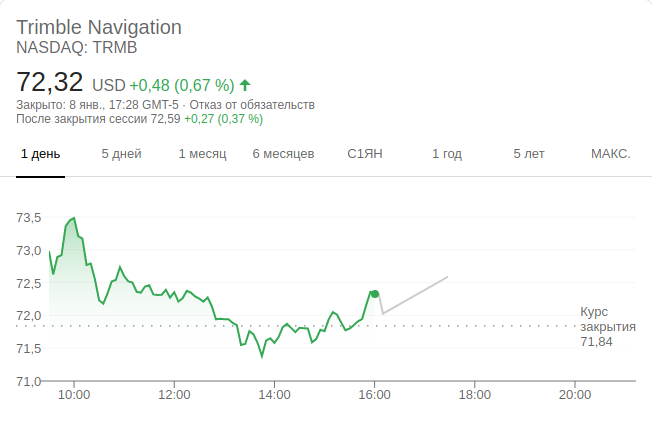 Trimble Navigation
NASDAQ: TRMB
72,32 USD +0,48 (0,67 %)
Закрыто: 8 янв., 17:28 GMT-5 · Отказ от обязательств
После закрытия сессии 72,59 +0,27 (0,37 %)
1 день 5 дней 1 месяц 6 месяцев С1ЯН 1 год 5 лет МАКС.
73,5
73,0
72,5
72,0
Курс
закрытия
71,84
71,5
71,0
10:00 12:00 14:00 16:00 18:00 20:00